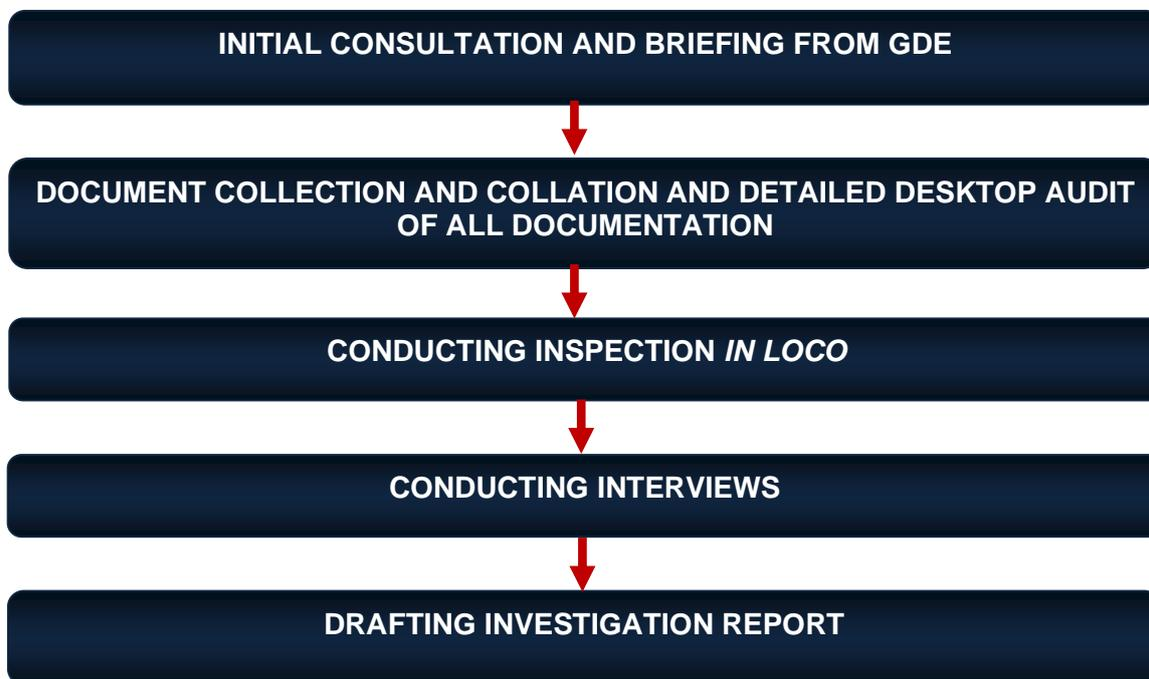 INITIAL CONSULTATION AND BRIEFING FROM GDE
DOCUMENT COLLECTION AND COLLATION AND DETAILED DESKTOP AUDIT
OF ALL DOCUMENTATION
CONDUCTING INSPECTION IN LOCO
CONDUCTING INTERVIEWS
DRAFTING INVESTIGATION REPORT